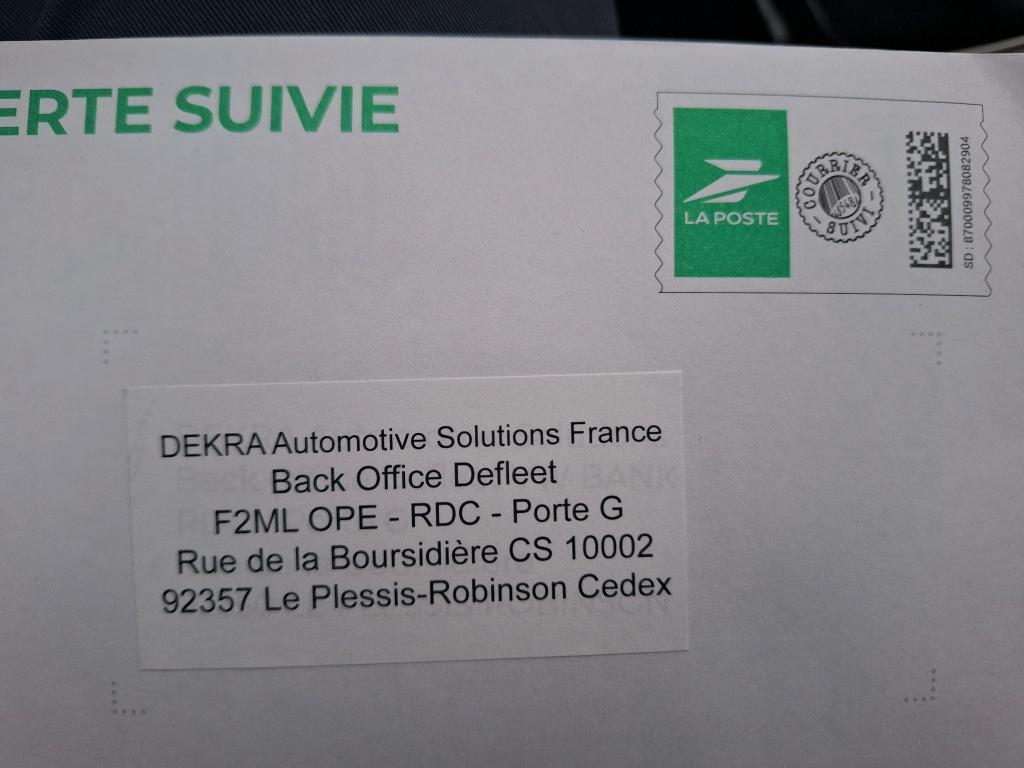 ERTE SUIVIE
LA POSTE
COURRIER
SUIVI
SD : 870009978082904
DEKRA Automotive Solutions France
Back Office Defleet
F2ML OPE - RDC - Porte G
Rue de la Boursidière CS 10002
92357 Le Plessis-Robinson Cedex